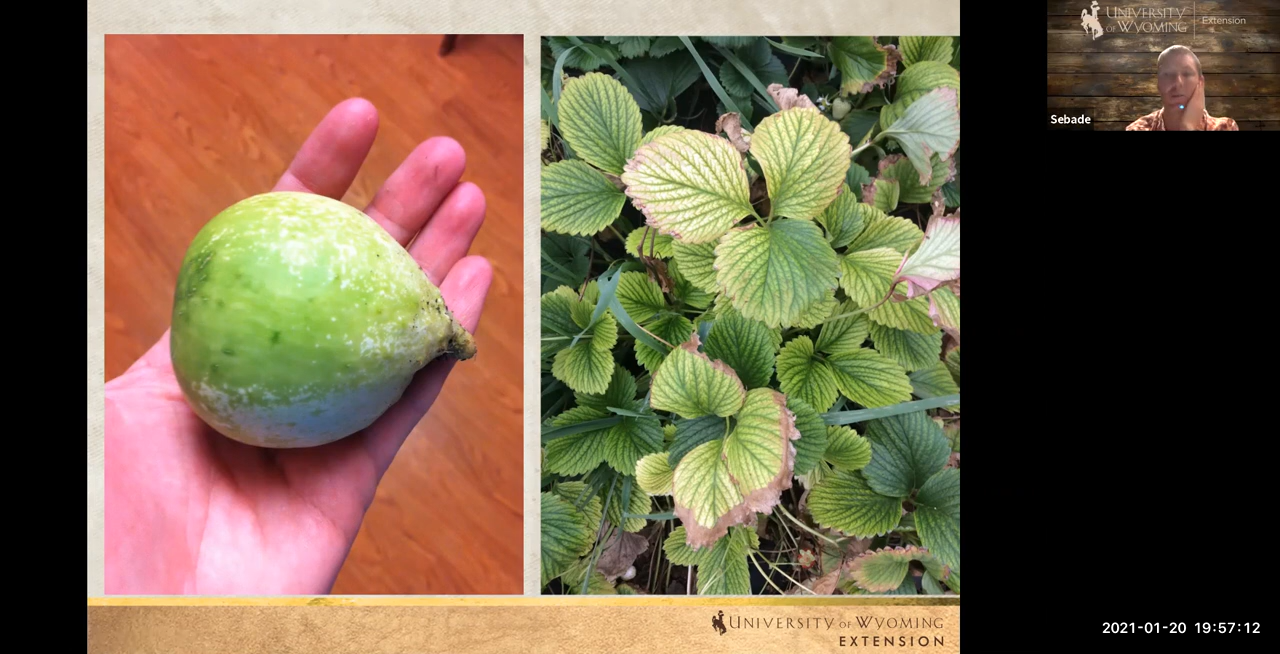 UNIVERSITY
OF WYOMING
Extension
Sebade
UNIVERSITY OF WYOMING
EXTENSION
2021-01-20 19:57:12